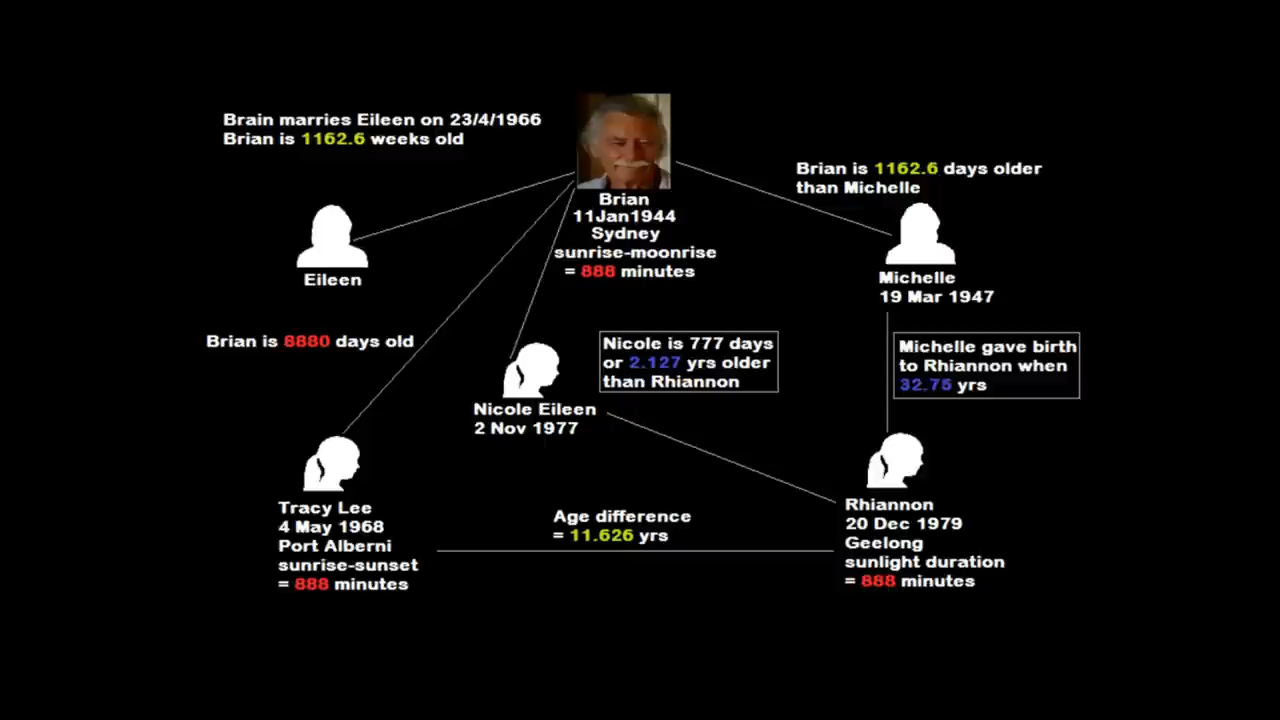 Brain marries Eileen on 23/4/1966
Brian is 1162.6 weeks old
Brian is 1162.6 days older
than Michelle
Brian
11Jan1944
Sydney
sunrise-moonrise
= 888 minutes
Eileen
Michelle
19 Mar 1947
Brian is 8880 days old
Nicole is 777 days
or 2.127 yrs older
than Rhiannon
Michelle gave birth
to Rhiannon when
32.75 yrs
Nicole Eileen
2 Nov 1977
Tracy Lee
4 May 1968
Port Alberni
sunrise-sunset
= 888 minutes
Age difference
= 11.626 yrs
Rhiannon
20 Dec 1979
Geelong
sunlight duration
= 888 minutes